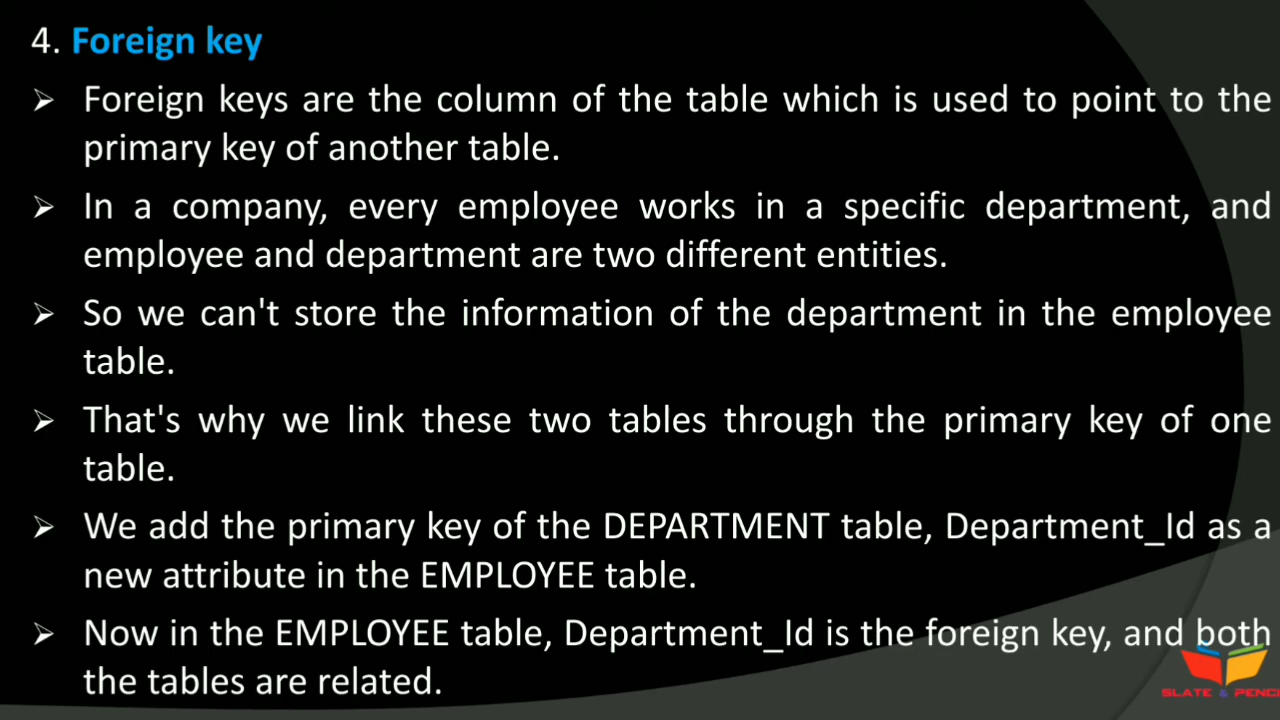 4. Foreign key
➢ Foreign keys are the column of the table which is used to point to the
primary key of another table.
➢ In a company, every employee works in a specific department, and
employee and department are two different entities.
➢ So we can't store the information of the department in the employee
table.
➢ That's why we link these two tables through the primary key of one
table.
➢ We add the primary key of the DEPARTMENT table, Department_Id as a
new attribute in the EMPLOYEE table.
➢ Now in the EMPLOYEE table, Department_Id is the foreign key, and both
the tables are related.
SLATE & PENCI